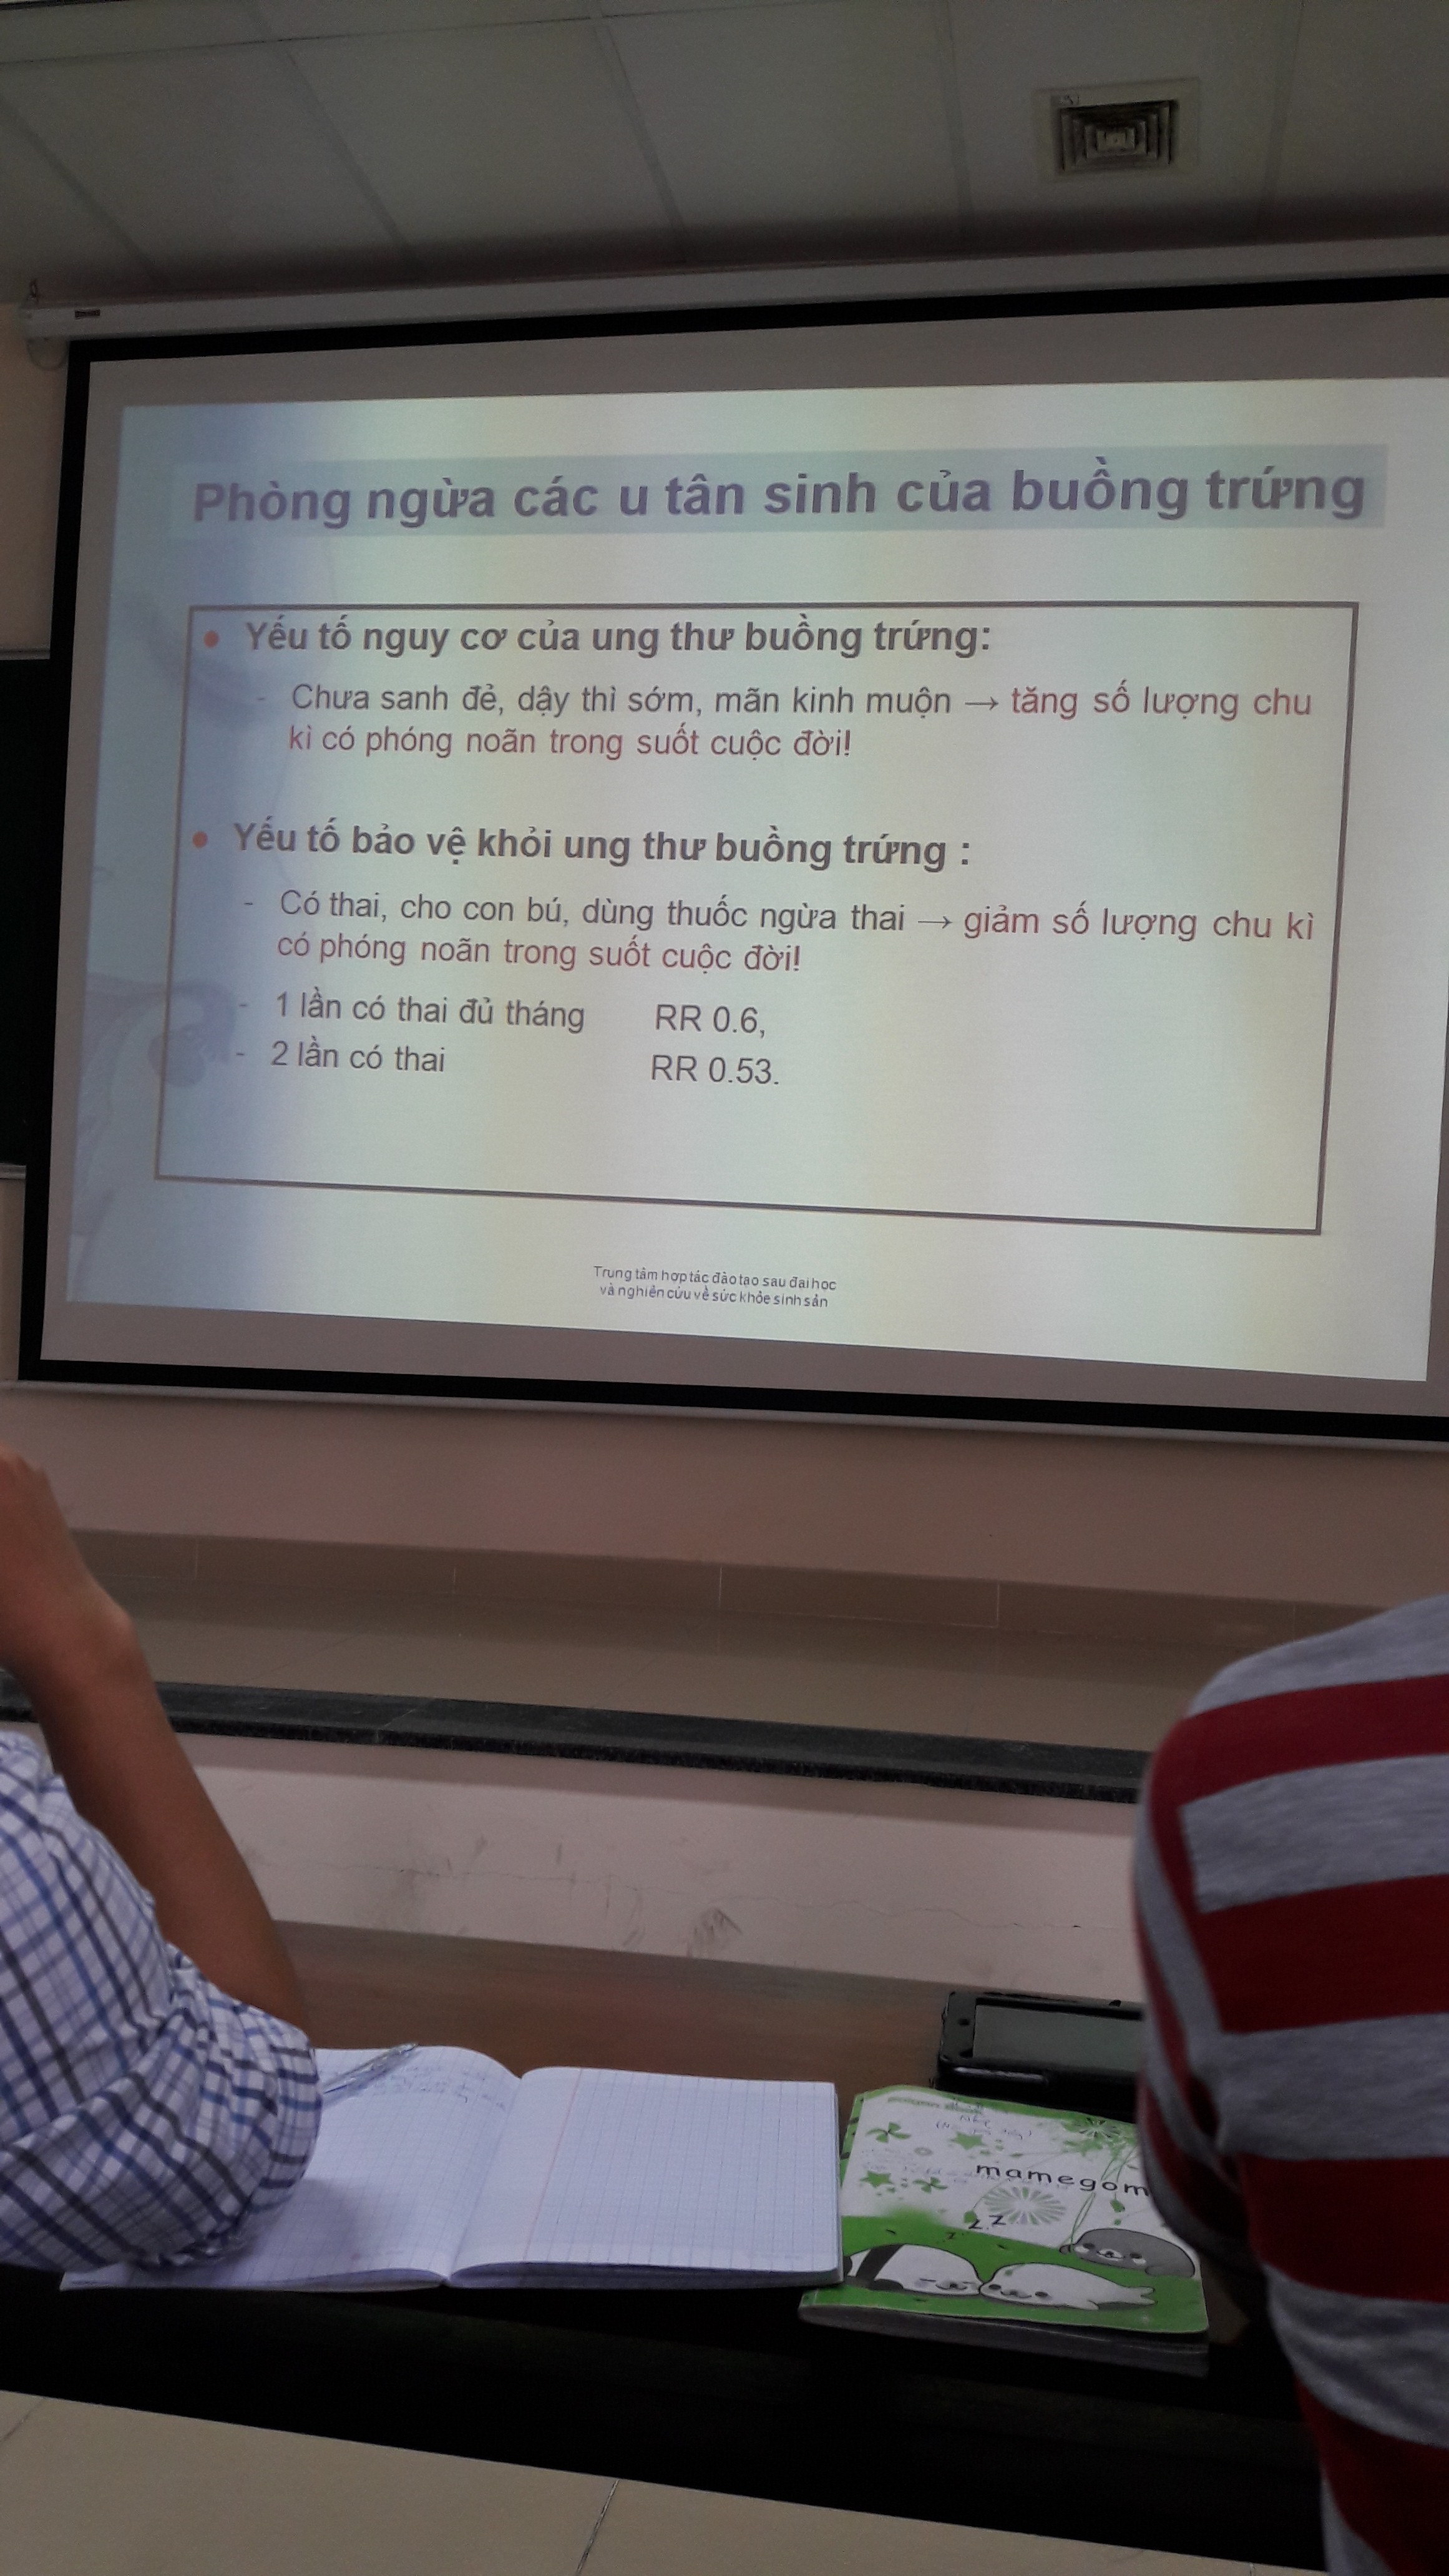 Phòng ngừa các u tân sinh của buồng trứng
• Yếu tố nguy cơ của ung thư buồng trứng:
- Chưa sanh đẻ, dậy thì sớm, mãn kinh muộn → tăng số lượng chu
kì có phóng noãn trong suốt cuộc đời!
• Yếu tố bảo vệ khỏi ung thư buồng trứng :
- Có thai, cho con bú, dùng thuốc ngừa thai → giảm số lượng chu kì
có phóng noãn trong suốt cuộc đời!
- 1 lần có thai đủ tháng RR 0.6,
- 2 lần có thai RR 0.53.
Trung tâm hợp tác đào tạo sau đại học
và nghiên cứu về sức khỏe sinh sản
mamegom
z z z